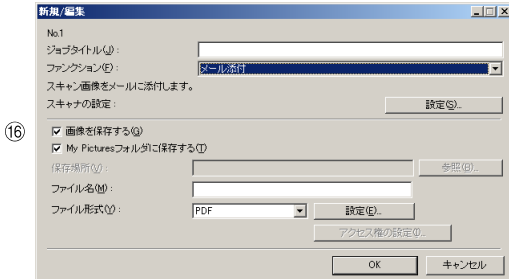 新規/編集
No.1
ジョブタイトル(J) :
ファンクション(F) : メール添付
スキャン画像をメールに添付します。
スキャナの設定 : 設定(S)...
⑯ 画像を保存する(G)
My Picturesフォルダに保存する(T)
保存場所(V) : 参照(B)...
ファイル名(M) :
ファイル形式(Y) : PDF 設定(E)...
アクセス権の設定(I)...
OK キャンセル